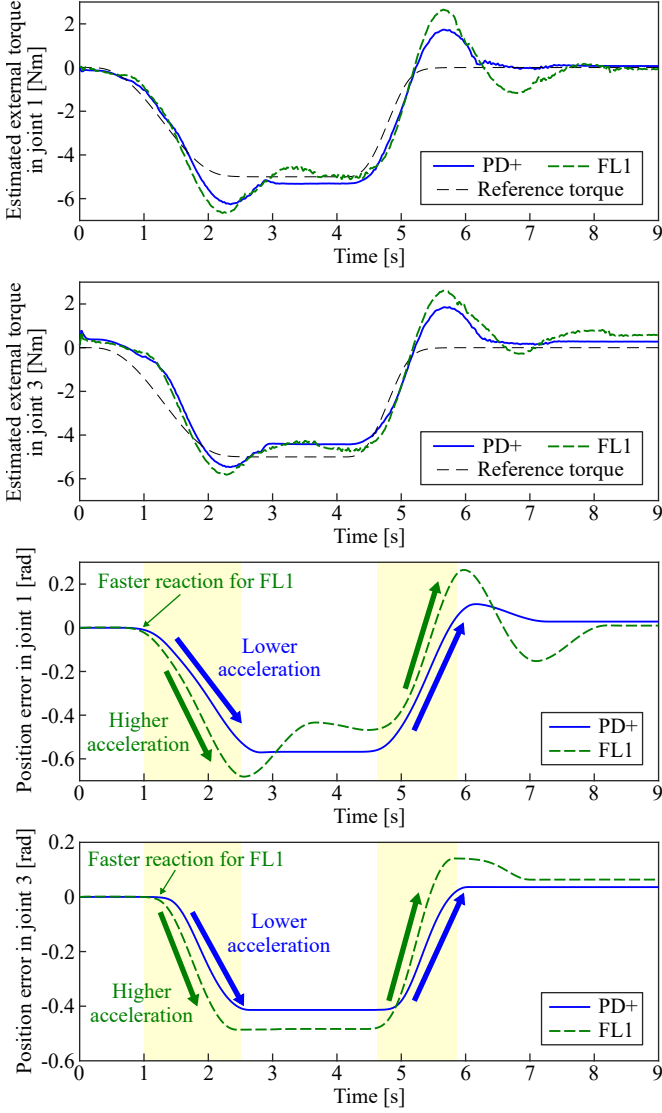 Estimated external torque
in joint 1 [Nm]
2
0
-2
-4
-6
PD+
FL1
Reference torque
0 1 2 3 4 5 6 7 8 9
Time [s]
Estimated external torque
in joint 3 [Nm]
2
0
-2
-4
-6
PD+
FL1
Reference torque
0 1 2 3 4 5 6 7 8 9
Time [s]
Position error in joint 1 [rad]
0.2
0
-0.2
-0.4
-0.6
Faster reaction for FL1
Lower
acceleration
Higher
acceleration
PD+
FL1
0 1 2 3 4 5 6 7 8 9
Time [s]
Position error in joint 3 [rad]
0.2
0
-0.2
-0.4
-0.6
Faster reaction for FL1
Lower
acceleration
Higher
acceleration
PD+
FL1
0 1 2 3 4 5 6 7 8 9
Time [s]